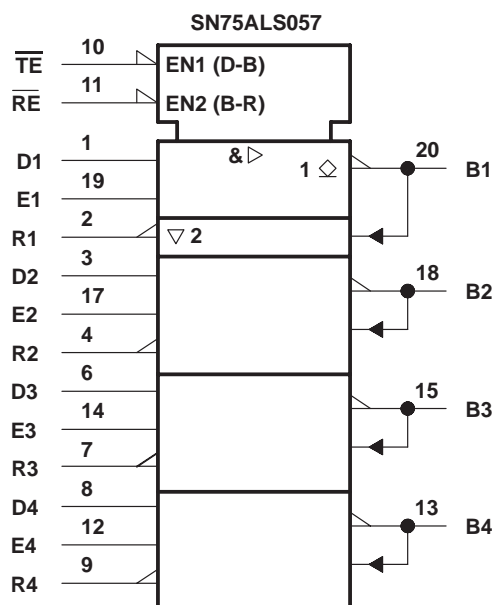 SN75ALS057
10
TE
EN1 (D-B)
11
RE
EN2 (B-R)
1
& ▷
20
D1
1 ◇
B1
19
E1
2
R1
▽ 2
3
D2
18
B2
17
E2
4
R2
6
D3
15
B3
14
E3
7
R3
8
D4
13
B4
12
E4
9
R4